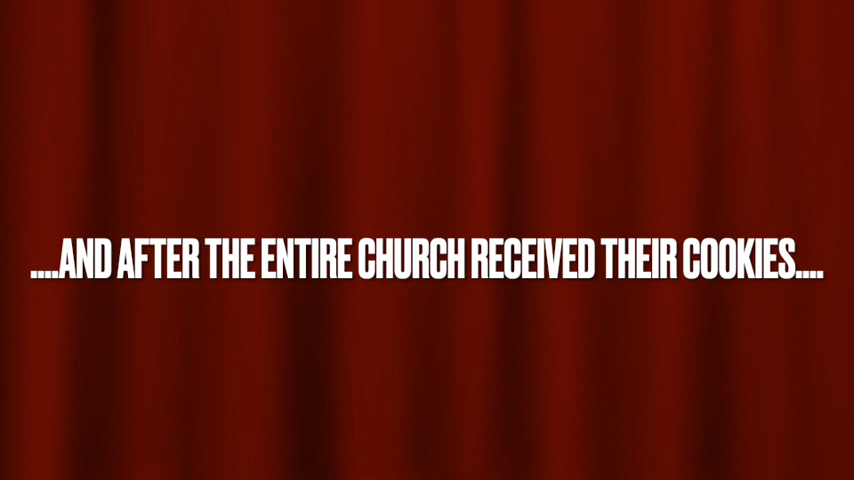 ....AND AFTER THE ENTIRE CHURCH RECEIVED THEIR COOKIES....